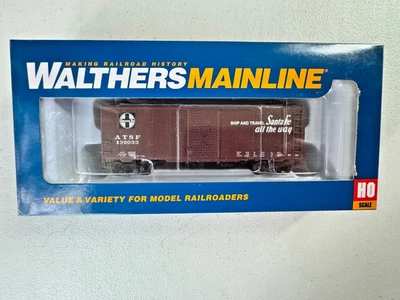 MAKING RAILROAD HISTORY
WALTHERSMAINLINE®
SHIP AND TRAVEL Santa Fe
all the way
ATSF
139033
VALUE & VARIETY FOR MODEL RAILROADERS
HO
SCALE